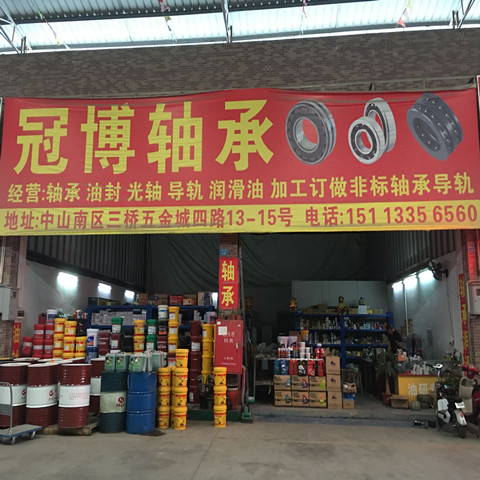 冠博轴承
经营:轴承 油封 光轴 导轨 润滑油 加工订做非标轴承导轨
地址:中山南区三桥五金城四路13-15号 电话:151 1335 6560
轴承